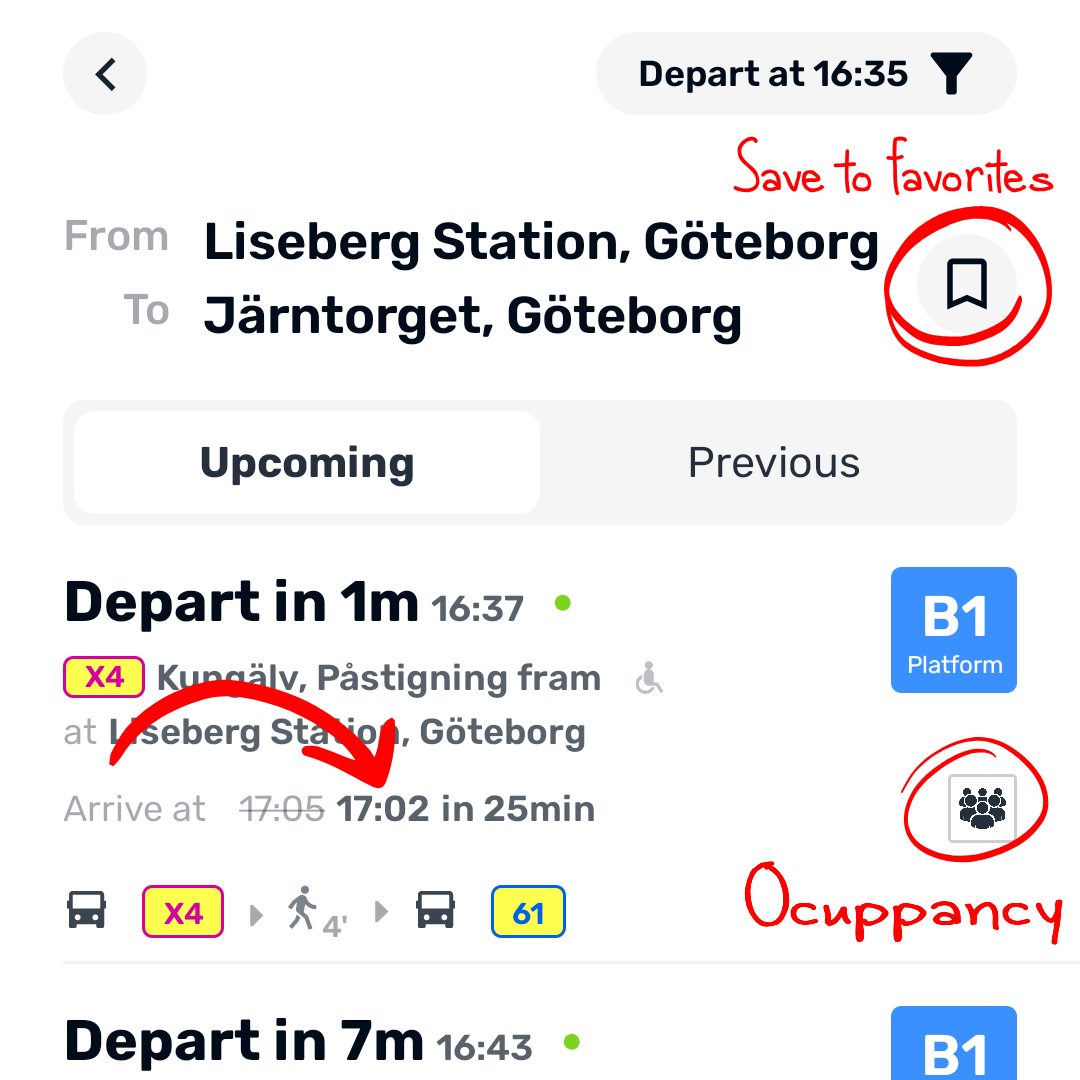 Depart at 16:35
Save to favorites
From Liseberg Station, Göteborg
To Järntorget, Göteborg
Upcoming Previous
Depart in 1m 16:37
B1
Platform
X4 Kungälv, Påstigning fram
at Liseberg Station, Göteborg
Arrive at 17:05 17:02 in 25min
X4 4' 61
Ocuppancy
Depart in 7m 16:43
B1